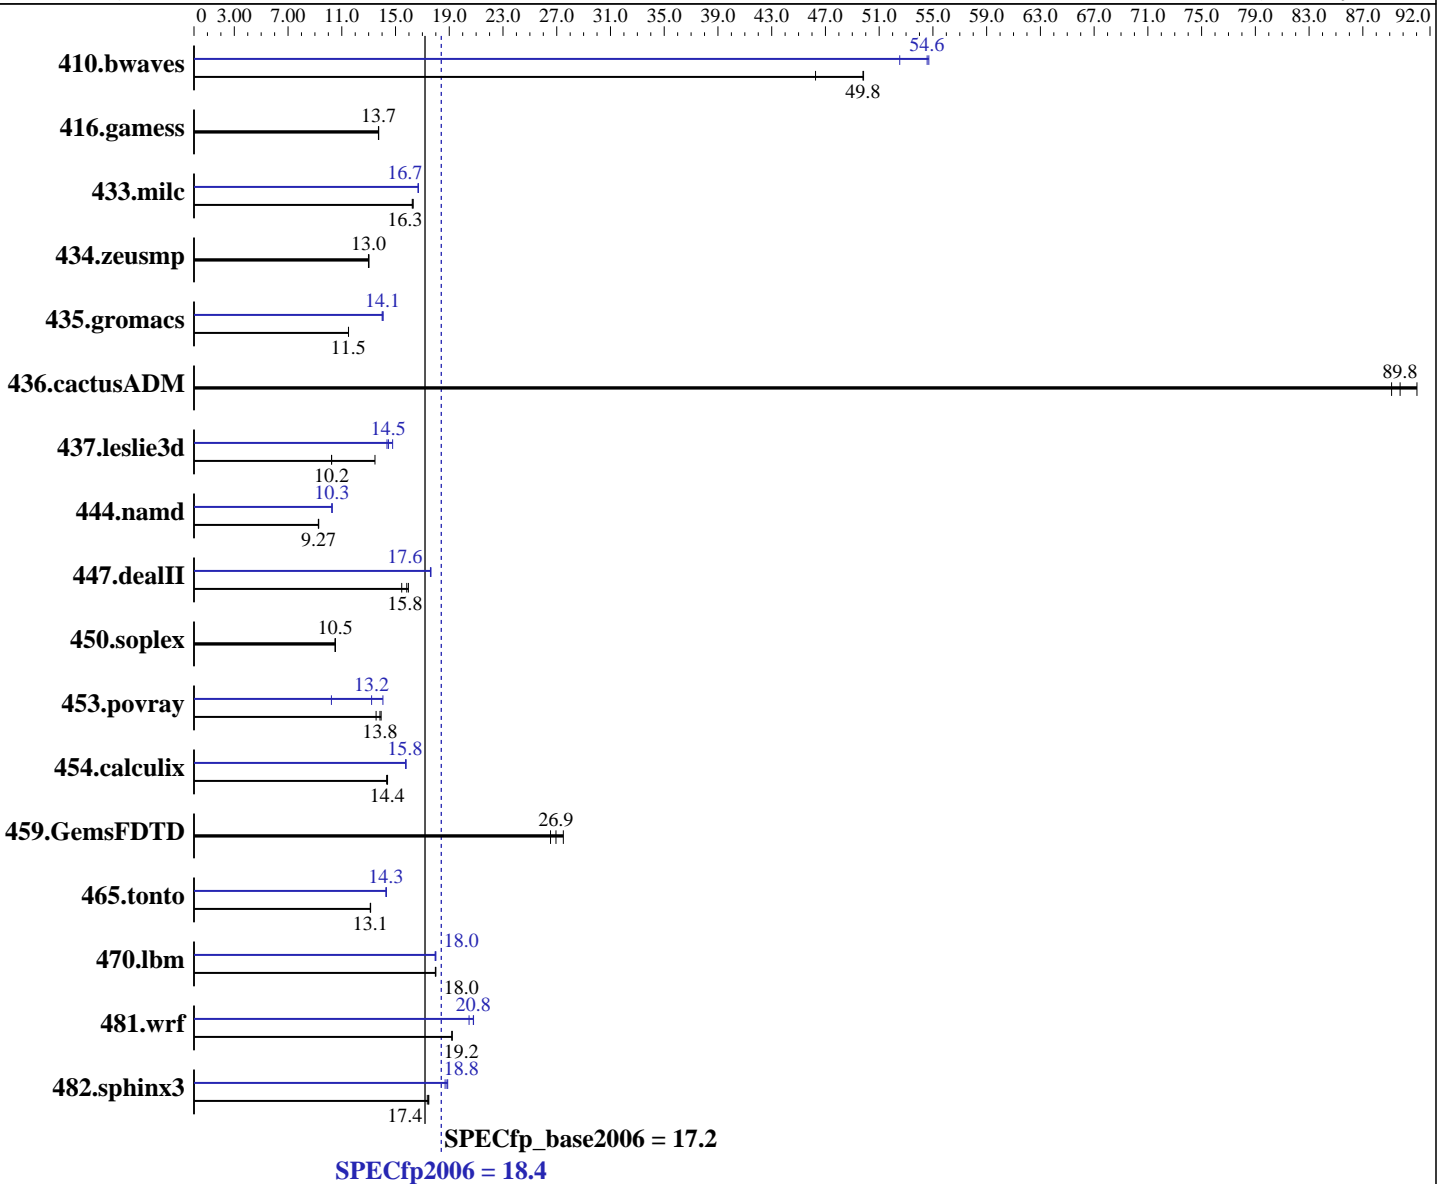 0 3.00 7.00 11.0 15.0 19.0 23.0 27.0 31.0 35.0 39.0 43.0 47.0 51.0 55.0 59.0 63.0 67.0 71.0 75.0 79.0 83.0 87.0 92.0
410.bwaves
54.6
49.8
416.gamess
13.7
433.milc
16.7
16.3
434.zeusmp
13.0
435.gromacs
14.1
11.5
436.cactusADM
89.8
437.leslie3d
14.5
10.2
444.namd
10.3
9.27
447.dealII
17.6
15.8
450.soplex
10.5
453.povray
13.2
13.8
454.calculix
15.8
14.4
459.GemsFDTD
26.9
465.tonto
14.3
13.1
470.lbm
18.0
18.0
481.wrf
20.8
19.2
482.sphinx3
18.8
17.4
SPECfp_base2006 = 17.2
SPECfp2006 = 18.4